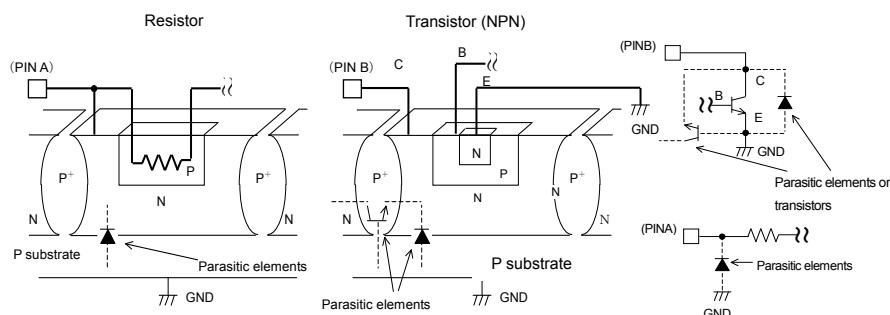 Resistor
(PIN A)
P+
P
P+
N
N
N
P substrate
Parasitic elements
GND
Transistor (NPN)
(PIN B)
C
B
E
GND
P+
N
P
P+
N
N
N
N
P substrate
Parasitic elements
GND
(PINB)
C
B
E
GND
Parasitic elements or
transistors
(PINA)
Parasitic elements
GND